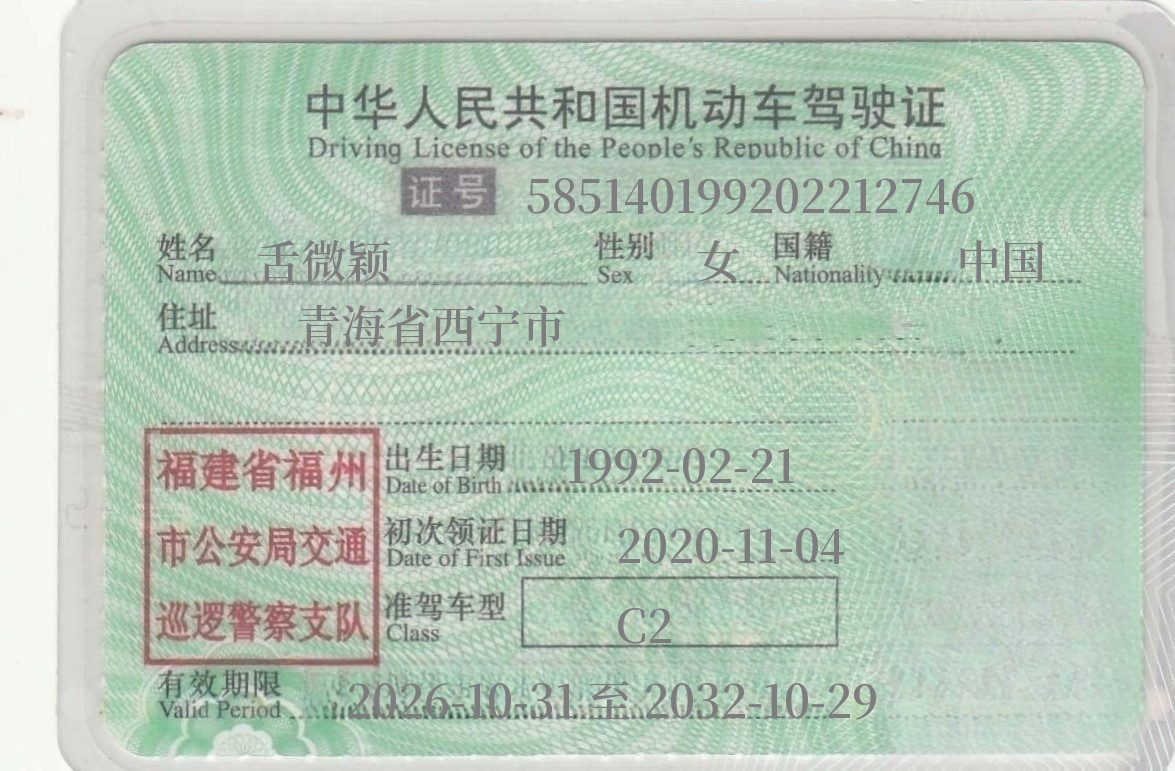 中华人民共和国机动车驾驶证
Driving License of the People's Republic of China
证号 585140199202212746
姓名 舌微颖 性别 女 国籍 中国
Name Sex Nationality
住址 青海省西宁市
Address
福建省福州
市公安局交通
巡逻警察支队
出生日期 1992-02-21
Date of Birth
初次领证日期 2020-11-04
Date of First Issue
准驾车型 C2
Class
有效期限 2026-10-31 至 2032-10-29
Valid Period